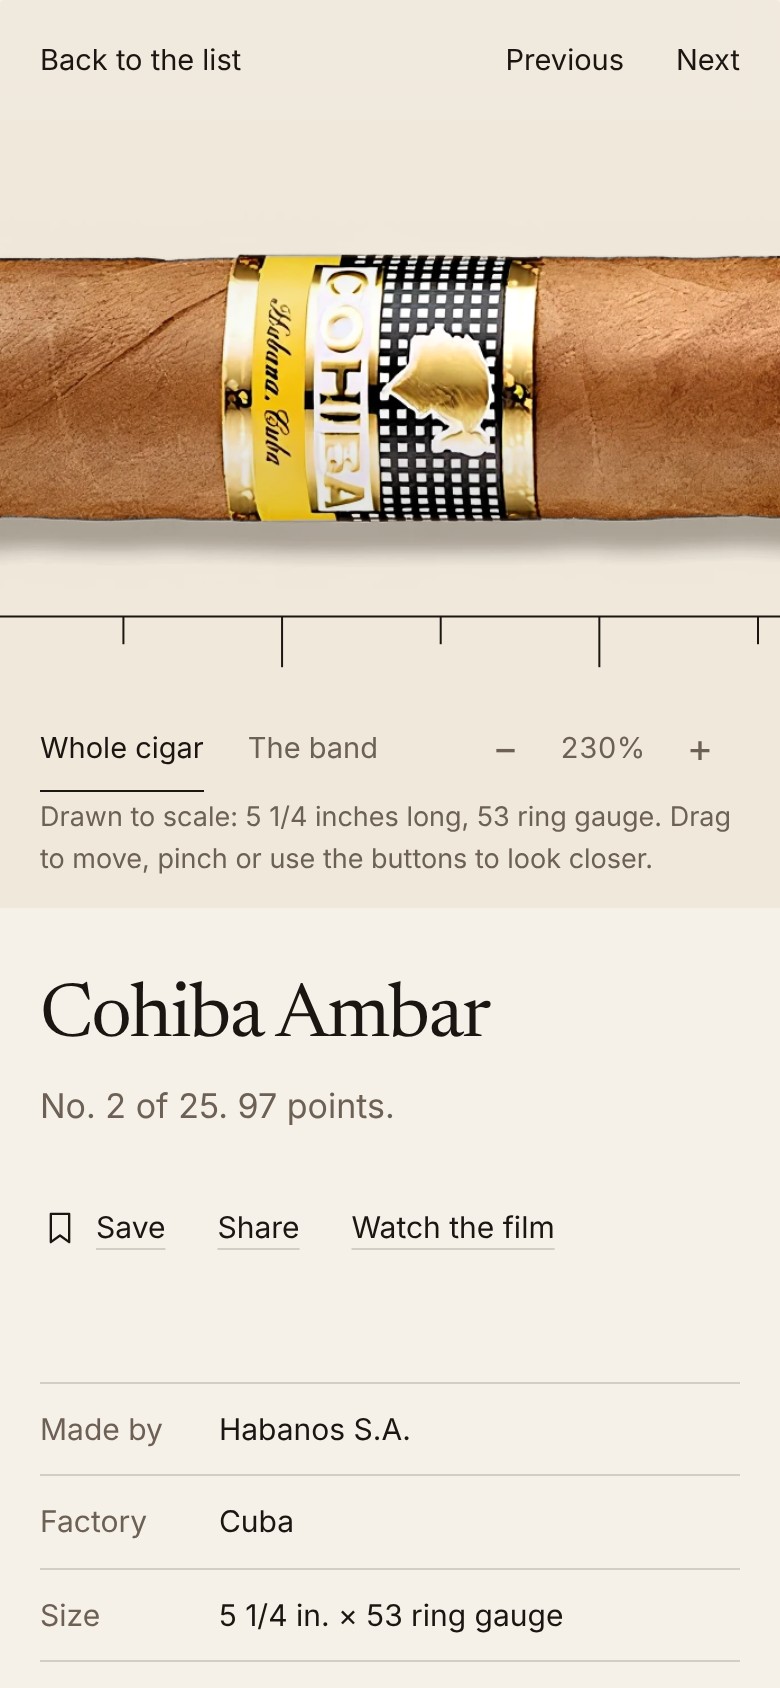 Back to the list
Previous
Next
Habana, Cuba
COHIBA
Whole cigar
The band
− 230% +
Drawn to scale: 5 1/4 inches long, 53 ring gauge. Drag
to move, pinch or use the buttons to look closer.
Cohiba Ambar
No. 2 of 25. 97 points.
Save
Share
Watch the film
Made by
Habanos S.A.
Factory
Cuba
Size
5 1/4 in. × 53 ring gauge